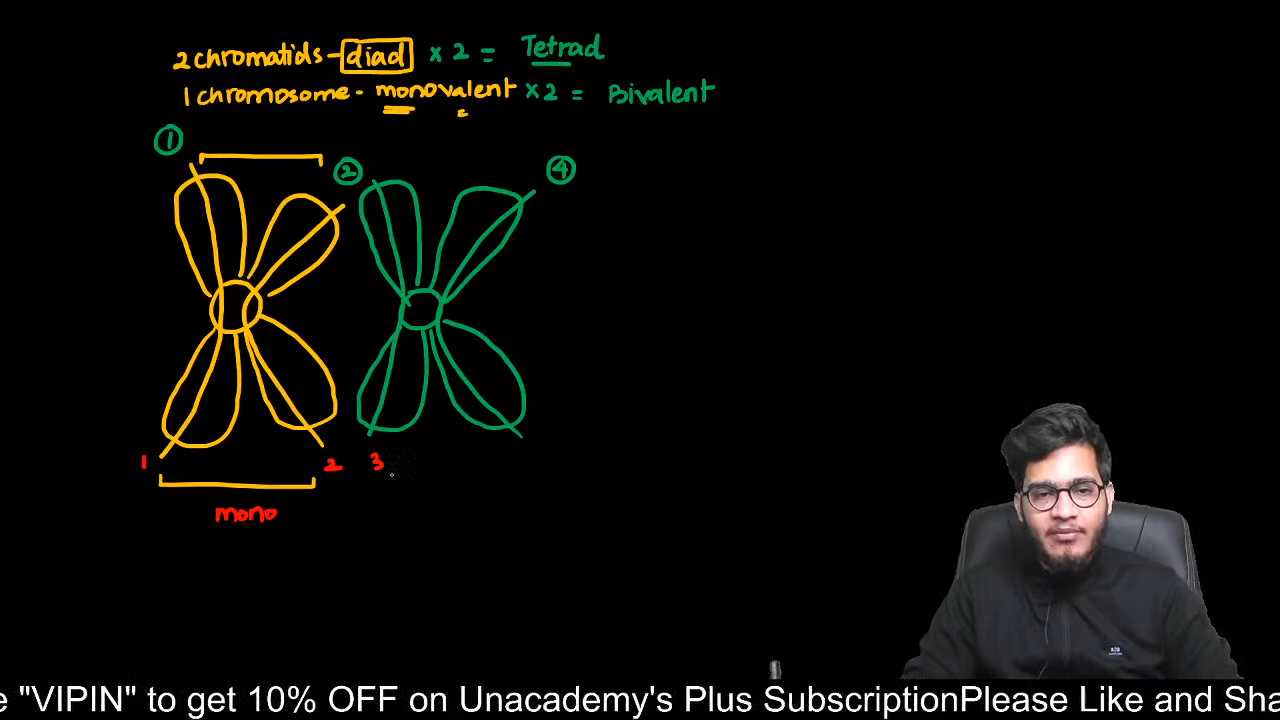 2 chromatids - diad × 2 = Tetrad
1 chromosome - monovalent × 2 = Bivalent
1
2
4
1
2
3
mono
e "VIPIN" to get 10% OFF on Unacademy's Plus SubscriptionPlease Like and Sha